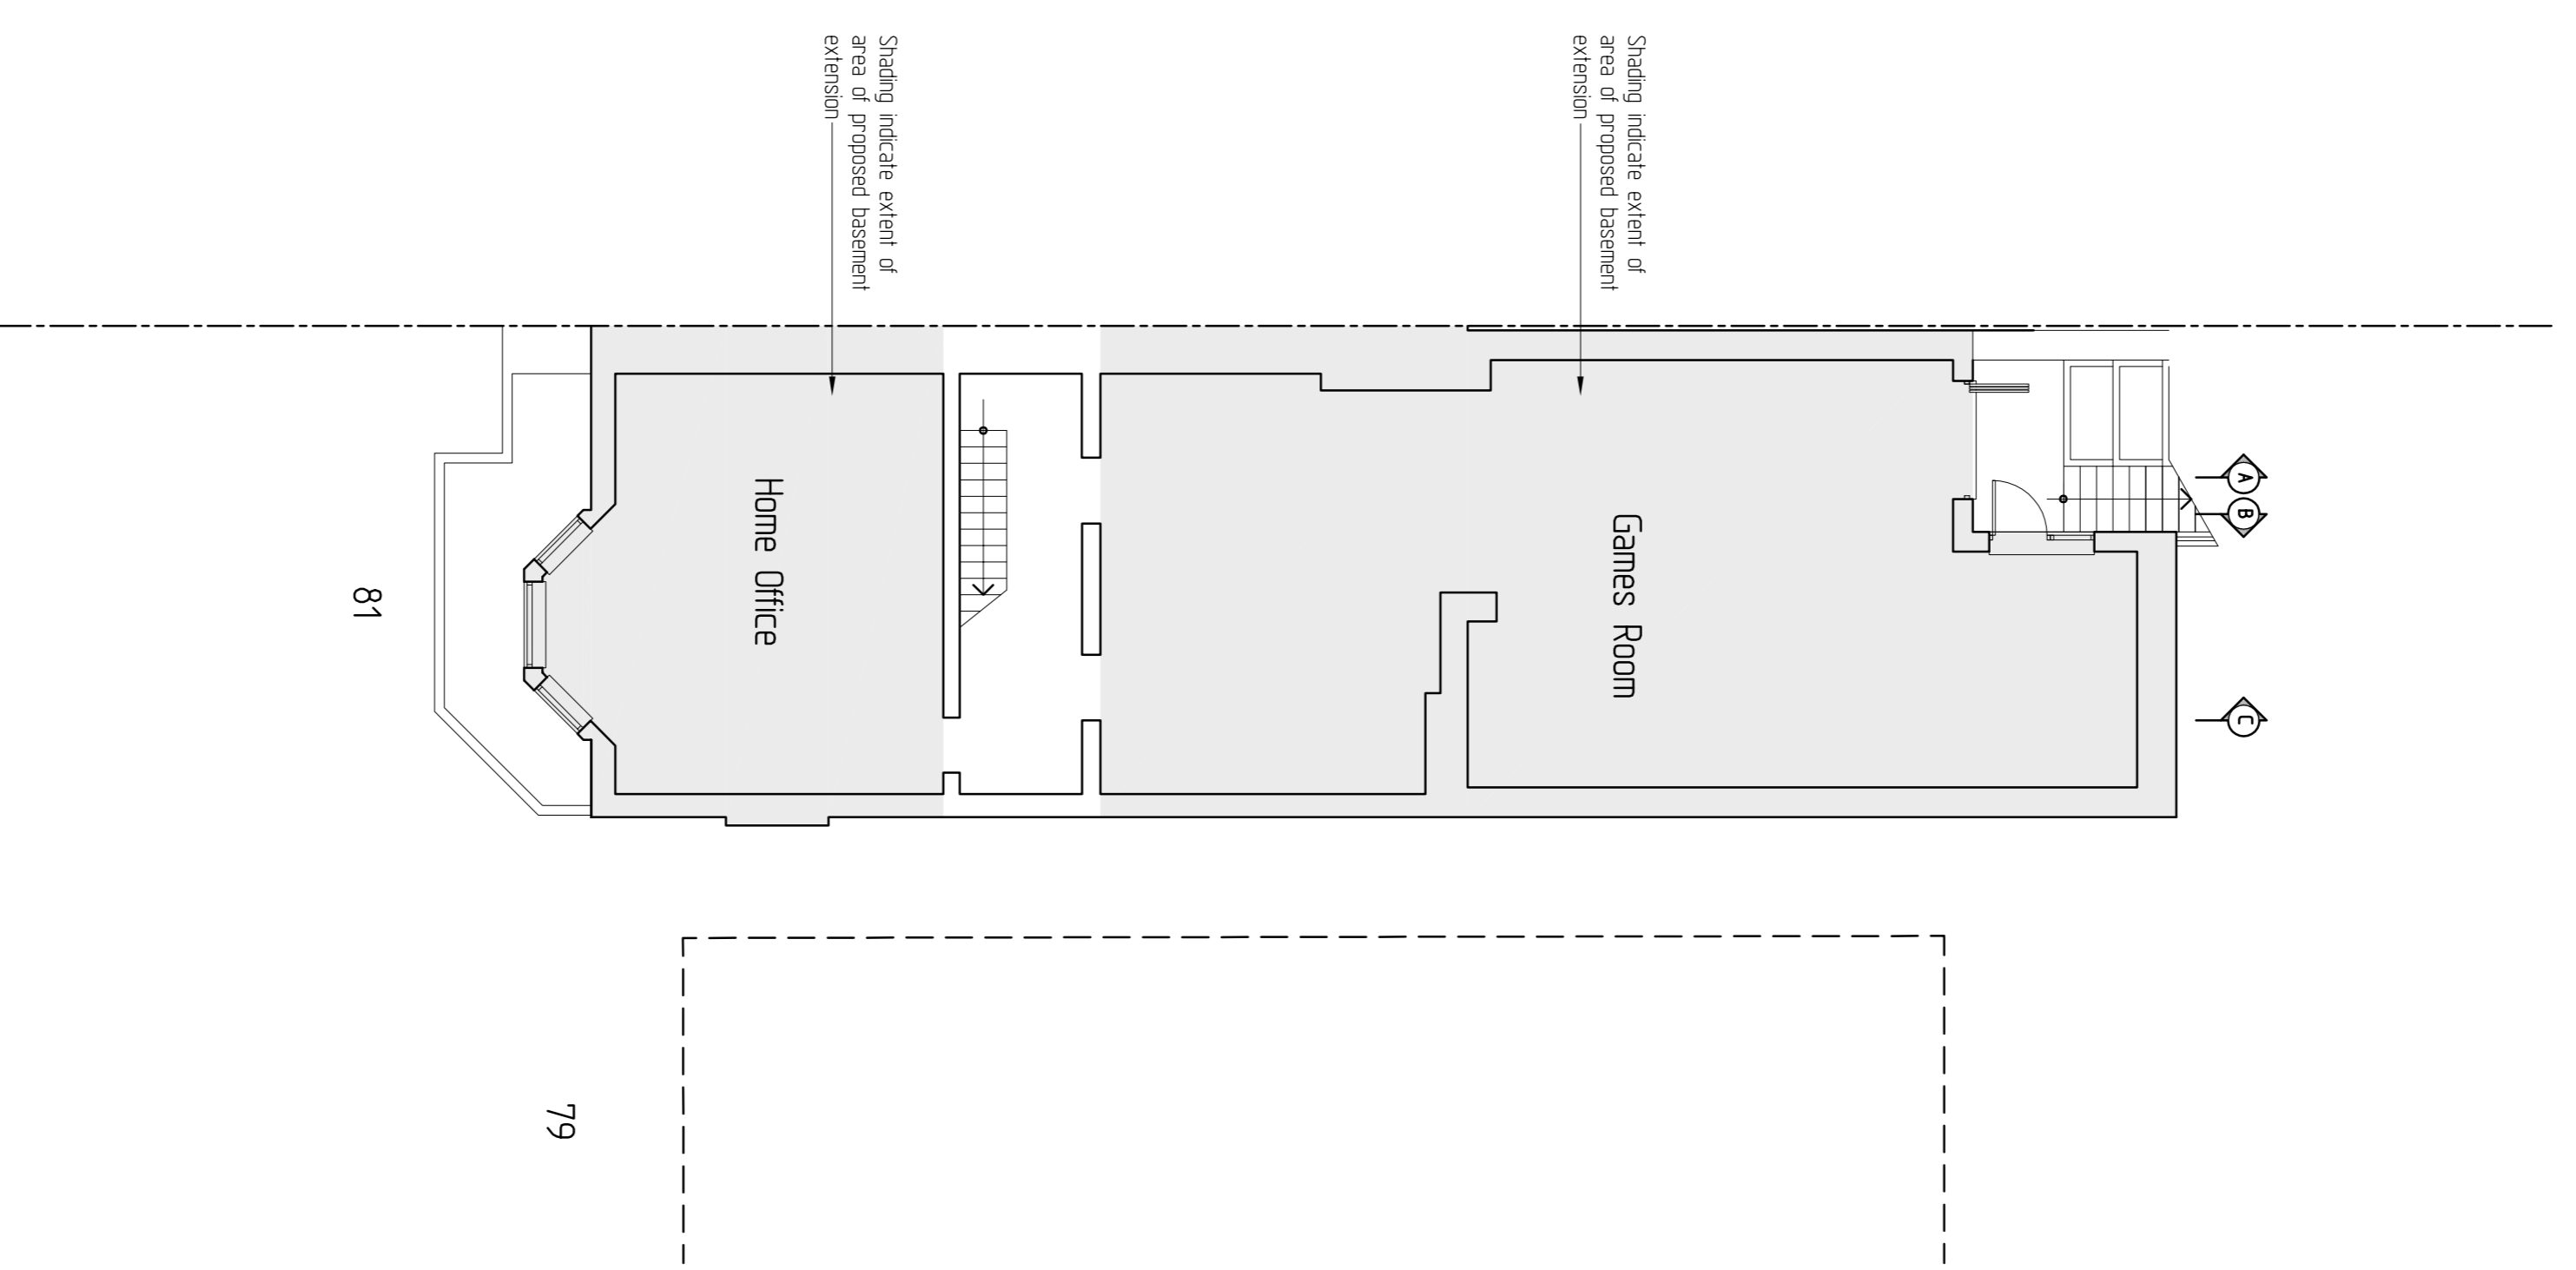 Shading indicate extent of
area of proposed basement
extension
Shading indicate extent of
area of proposed basement
extension
A
B
C
Games Room
Home Office
81
79